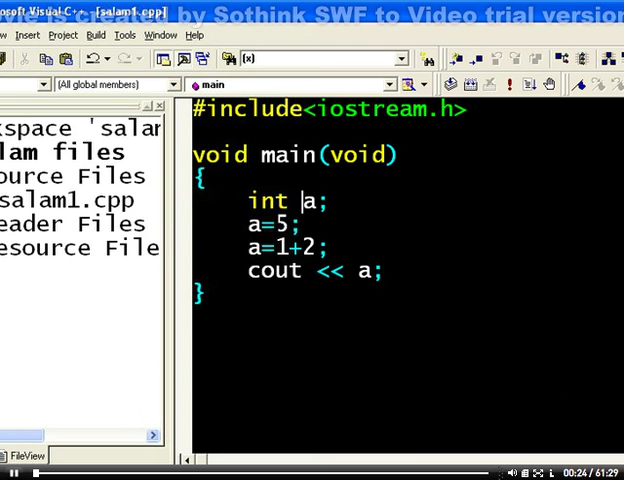 ie is created by Sothink SWF to Video trial version
osoft Visual C++ - [salam1.cpp]
w Insert Project Build Tools Window Help
(x)
(All global members)
main
kspace 'salam
lam files
ource Files
salam1.cpp
eader Files
esource File
FileView
#include<iostream.h>
void main(void)
{
int a;
a=5;
a=1+2;
cout << a;
}
00:24 / 61:29